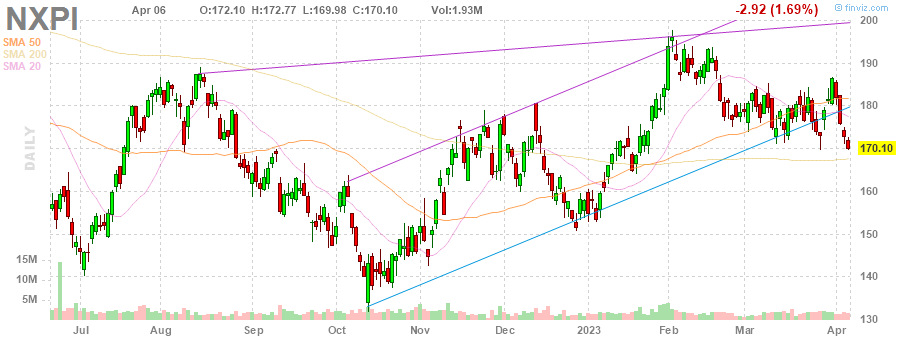 NXPI Apr 06 O:172.10 H:172.77 L:169.98 C:170.10 Vol:1.93M -2.92 (1.69%) © finviz.com
SMA 50
SMA 200
SMA 20
DAILY
200
190
180
170.10
160
150
140
130
15M
10M
5M
Jul Aug Sep Oct Nov Dec 2023 Feb Mar Apr